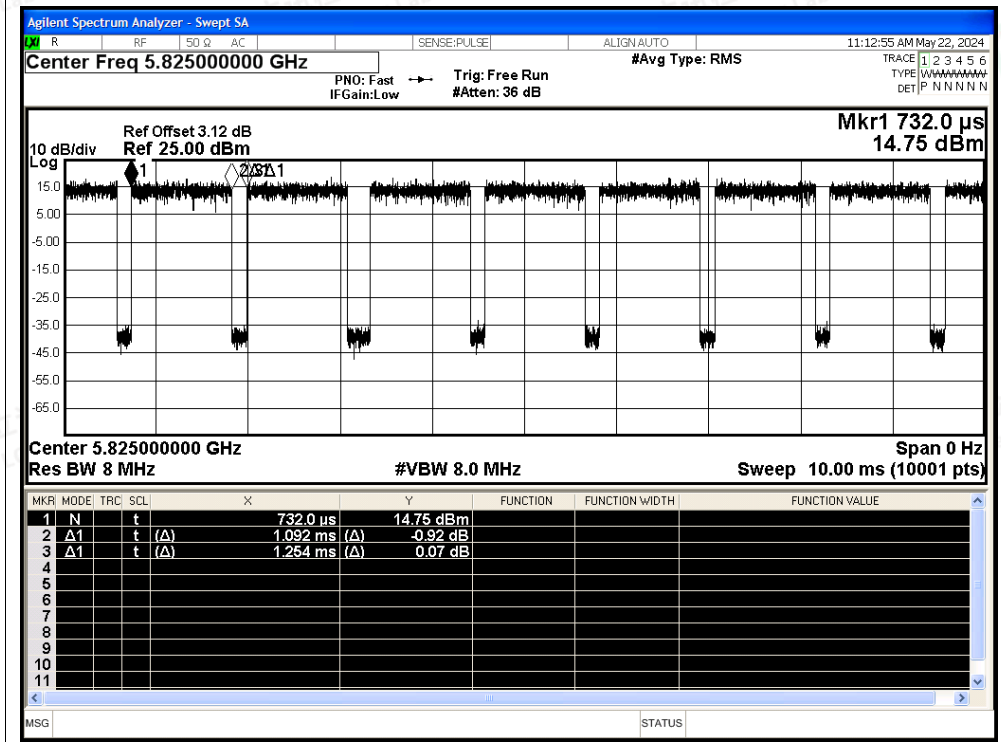 Agilent Spectrum Analyzer - Swept SA
LXI R RF 50 Ω AC SENSE:PULSE ALIGN AUTO 11:12:55 AM May 22, 2024
Center Freq 5.825000000 GHz #Avg Type: RMS TRACE 1 2 3 4 5 6
PNO: Fast Trig: Free Run TYPE
IFGain:Low #Atten: 36 dB DET P N N N N N
Mkr1 732.0 µs
Ref Offset 3.12 dB
10 dB/div Ref 25.00 dBm 14.75 dBm
Log
1
15.0
5.00
-5.00
-15.0
-25.0
-35.0
-45.0
-55.0
-65.0
Center 5.825000000 GHz Span 0 Hz
Res BW 8 MHz #VBW 8.0 MHz Sweep 10.00 ms (10001 pts)
MKR MODE TRC SCL X Y FUNCTION FUNCTION WIDTH FUNCTION VALUE
1 N t 732.0 µs 14.75 dBm
2 Δ1 t (Δ) 1.092 ms (Δ) -0.92 dB
3 Δ1 t (Δ) 1.254 ms (Δ) 0.07 dB
4
5
6
7
8
9
10
11
MSG STATUS